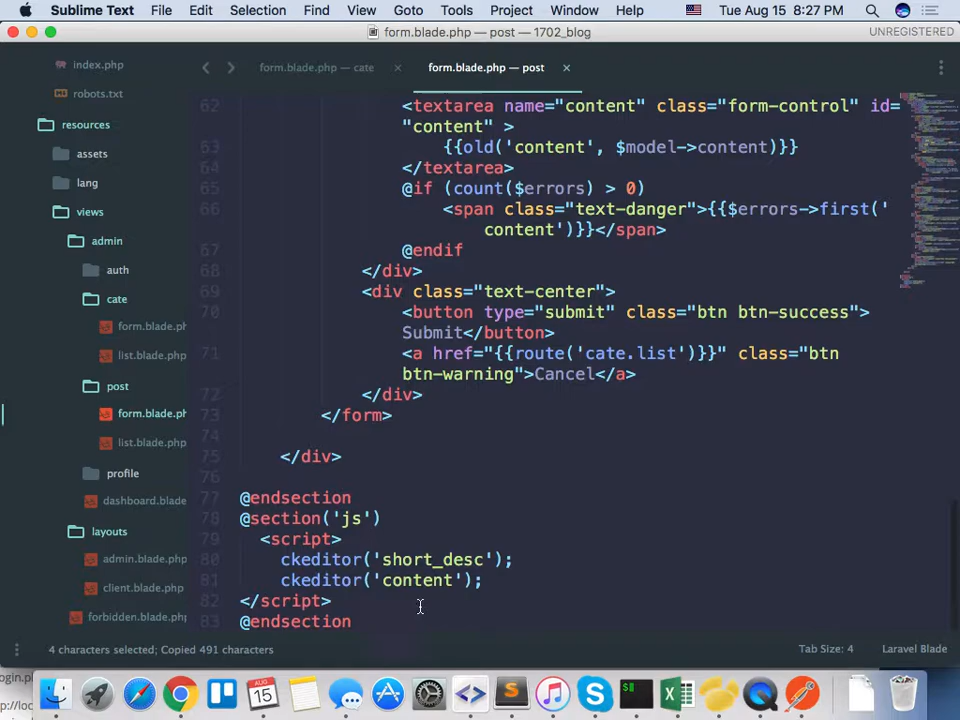 Sublime Text File Edit Selection Find View Goto Tools Project Window Help Tue Aug 15 8:27 PM
form.blade.php — post — 1702_blog UNREGISTERED
index.php
robots.txt
resources
assets
lang
views
admin
auth
cate
form.blade.ph
list.blade.php
post
form.blade.ph
list.blade.php
profile
dashboard.blade
layouts
admin.blade.php
client.blade.php
forbidden.blade.php
form.blade.php — cate × form.blade.php — post ×
62 <textarea name="content" class="form-control" id=
"content" >
63 {{old('content', $model->content)}}
64 </textarea>
65 @if (count($errors) > 0)
66 <span class="text-danger">{{$errors->first('
content')}}</span>
67 @endif
68 </div>
69 <div class="text-center">
70 <button type="submit" class="btn btn-success">
Submit</button>
71 <a href="{{route('cate.list')}}" class="btn
btn-warning">Cancel</a>
72 </div>
73 </form>
74
75 </div>
76
77 @endsection
78 @section('js')
79 <script>
80 ckeditor('short_desc');
81 ckeditor('content');
82 </script>
83 @endsection
4 characters selected; Copied 491 characters Tab Size: 4 Laravel Blade
AUG
15